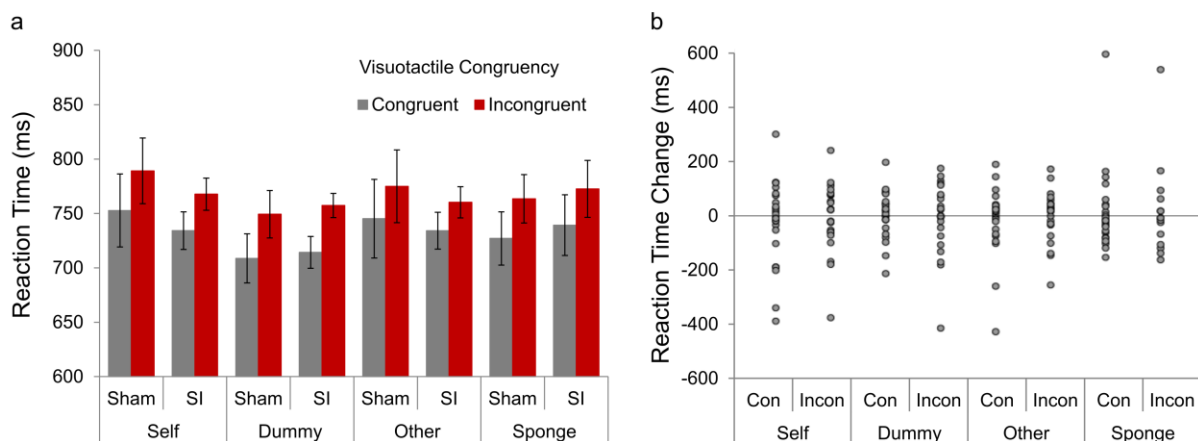 a
Reaction Time (ms)
900
850
800
750
700
650
600
Visuotactile Congruency
Congruent Incongruent
Sham SI Sham SI Sham SI Sham SI
Self Dummy Other Sponge
b
Reaction Time Change (ms)
600
400
200
0
-200
-400
-600
Con Incon Con Incon Con Incon Con Incon
Self Dummy Other Sponge